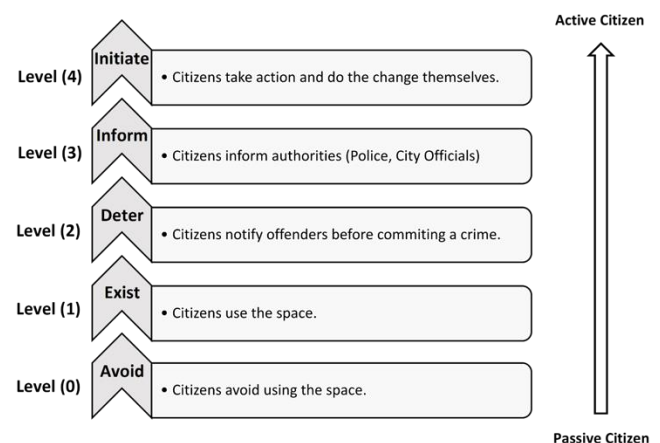 Active Citizen
Initiate
Level (4)
• Citizens take action and do the change themselves.
Inform
Level (3)
• Citizens inform authorities (Police, City Officials)
Deter
Level (2)
• Citizens notify offenders before commiting a crime.
Exist
Level (1)
• Citizens use the space.
Avoid
Level (0)
• Citizens avoid using the space.
Passive Citizen